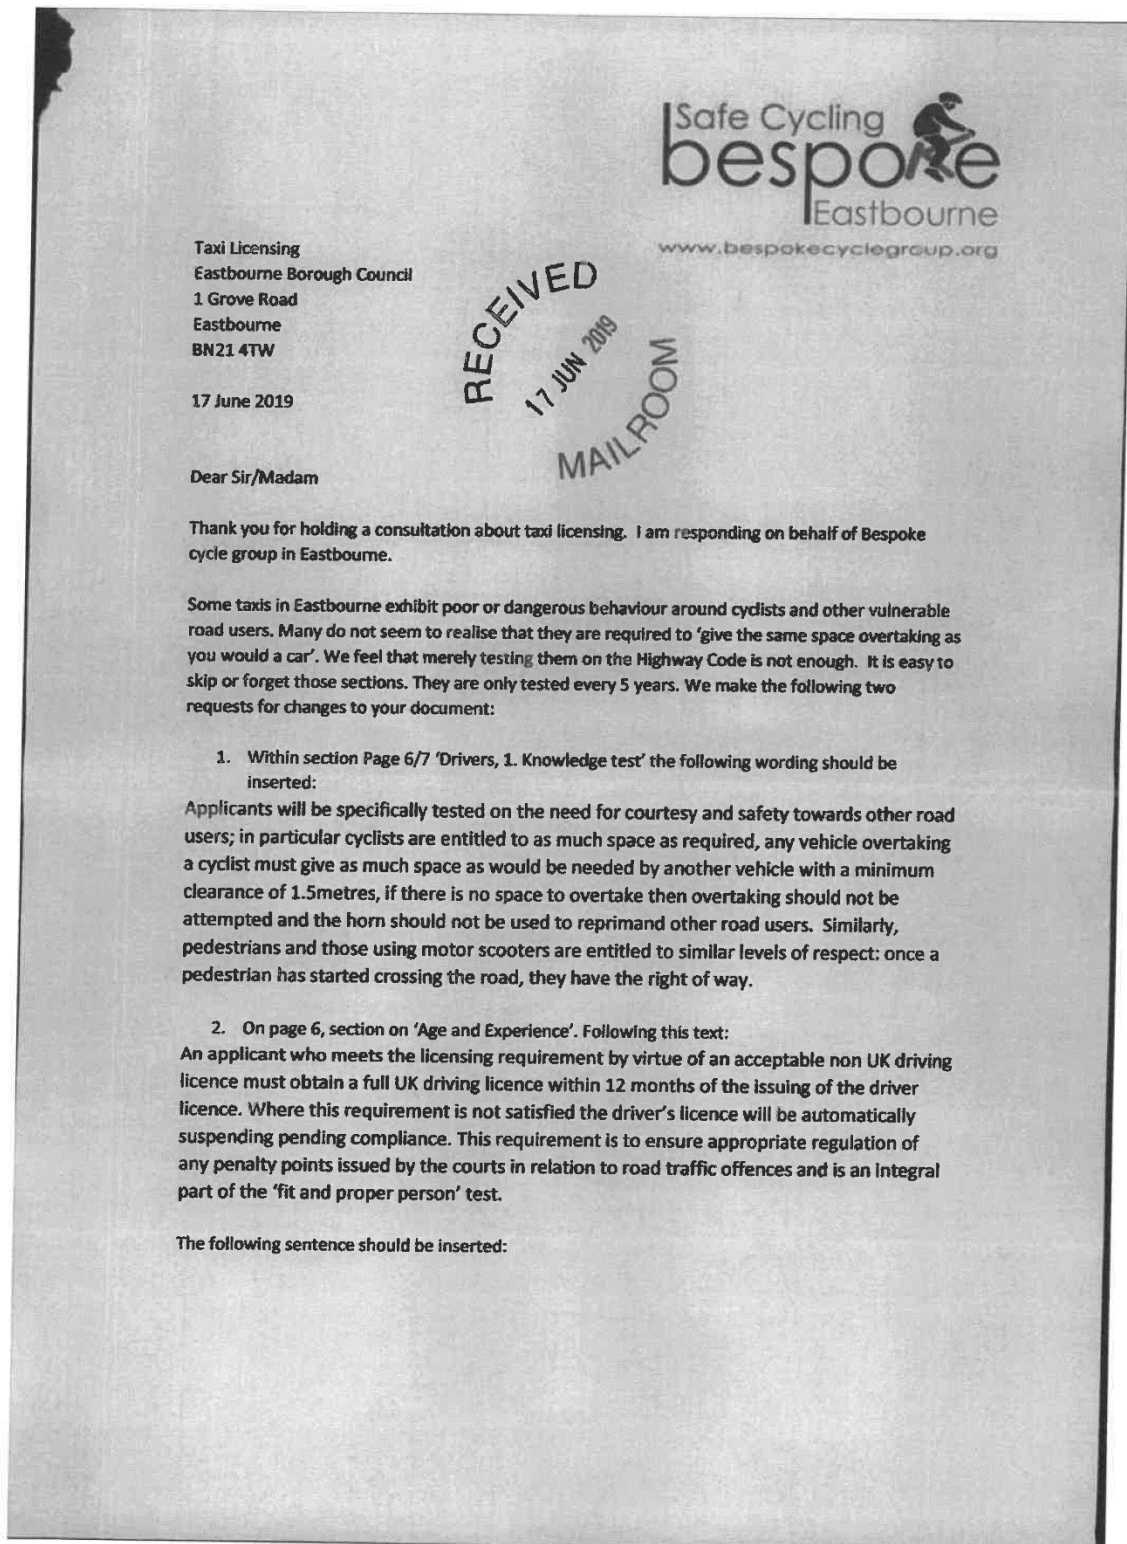 Safe Cycling
bespoke
Eastbourne
www.bespokecyclegroup.org
Taxi Licensing
Eastbourne Borough Council
1 Grove Road
Eastbourne
BN21 4TW
RECEIVED
17 JUN 2019
MAILROOM
17 June 2019
Dear Sir/Madam
Thank you for holding a consultation about taxi licensing. I am responding on behalf of Bespoke
cycle group in Eastbourne.
Some taxis in Eastbourne exhibit poor or dangerous behaviour around cyclists and other vulnerable
road users. Many do not seem to realise that they are required to 'give the same space overtaking as
you would a car'. We feel that merely testing them on the Highway Code is not enough. It is easy to
skip or forget those sections. They are only tested every 5 years. We make the following two
requests for changes to your document:
1. Within section Page 6/7 'Drivers, 1. Knowledge test' the following wording should be
inserted:
Applicants will be specifically tested on the need for courtesy and safety towards other road
users; in particular cyclists are entitled to as much space as required, any vehicle overtaking
a cyclist must give as much space as would be needed by another vehicle with a minimum
clearance of 1.5metres, if there is no space to overtake then overtaking should not be
attempted and the horn should not be used to reprimand other road users. Similarly,
pedestrians and those using motor scooters are entitled to similar levels of respect: once a
pedestrian has started crossing the road, they have the right of way.
2. On page 6, section on 'Age and Experience'. Following this text:
An applicant who meets the licensing requirement by virtue of an acceptable non UK driving
licence must obtain a full UK driving licence within 12 months of the issuing of the driver
licence. Where this requirement is not satisfied the driver's licence will be automatically
suspending pending compliance. This requirement is to ensure appropriate regulation of
any penalty points issued by the courts in relation to road traffic offences and is an integral
part of the 'fit and proper person' test.
The following sentence should be inserted: